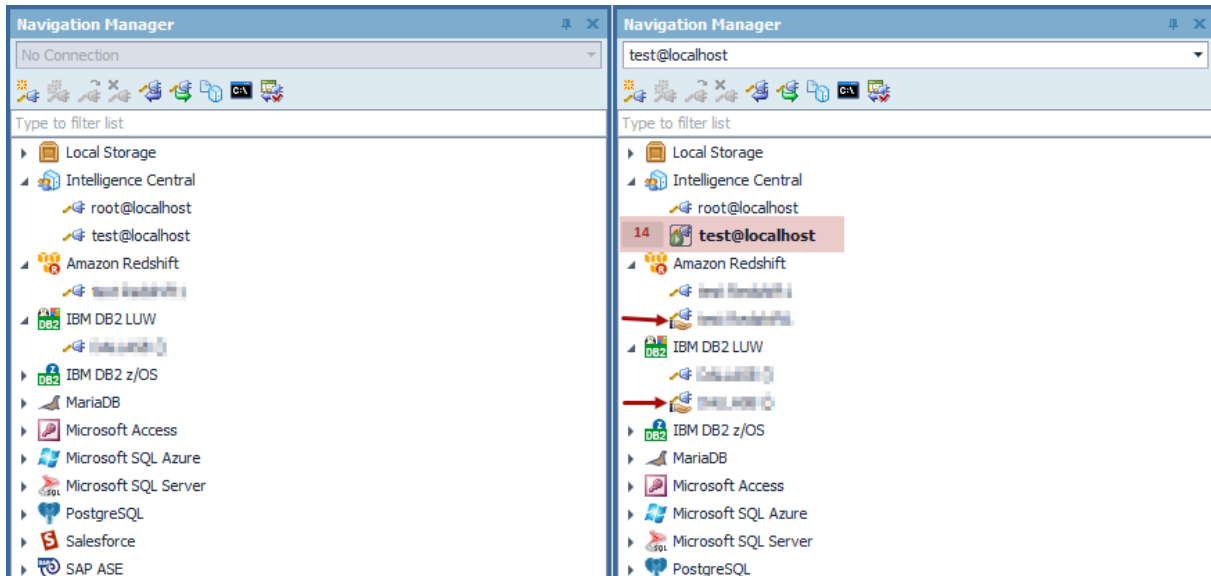 Navigation Manager
No Connection
Type to filter list
Local Storage
Intelligence Central
root@localhost
test@localhost
Amazon Redshift
IBM DB2 LUW
IBM DB2 z/OS
MariaDB
Microsoft Access
Microsoft SQL Azure
Microsoft SQL Server
PostgreSQL
Salesforce
SAP ASE
Navigation Manager
test@localhost
Type to filter list
Local Storage
Intelligence Central
root@localhost
14 test@localhost
Amazon Redshift
IBM DB2 LUW
IBM DB2 z/OS
MariaDB
Microsoft Access
Microsoft SQL Azure
Microsoft SQL Server
PostgreSQL